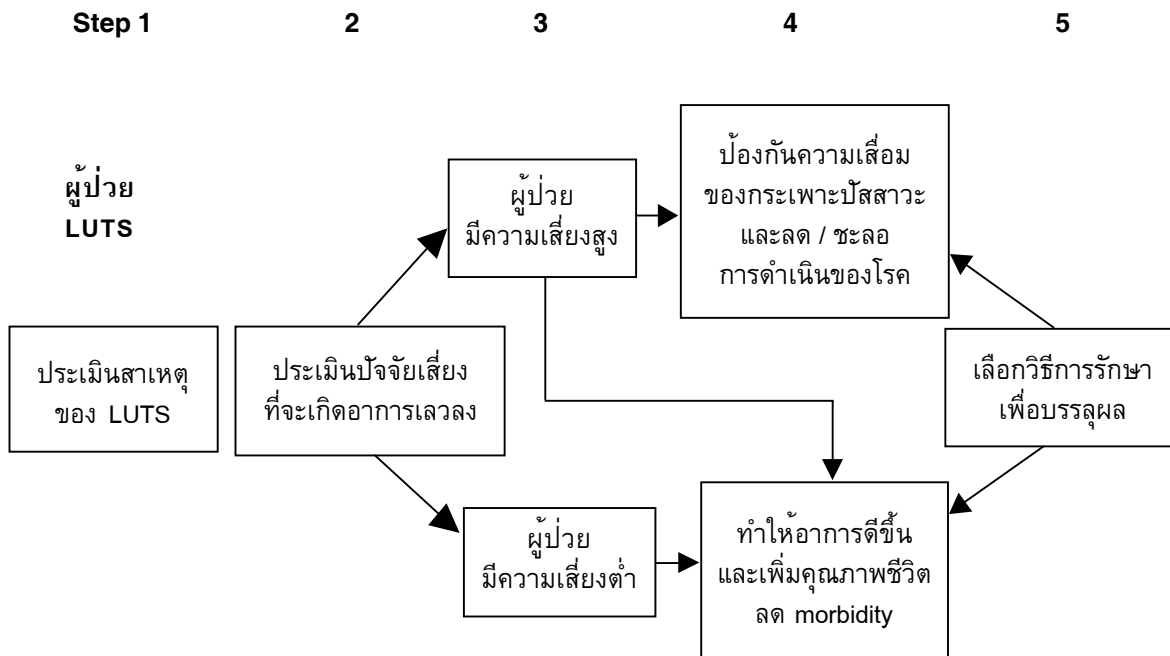 Step 1 2 3 4 5
ผู้ป่วย
LUTS
ประเมินสาเหตุ
ของ LUTS
ประเมินปัจจัยเสี่ยง
ที่จะเกิดอาการเลวลง
ผู้ป่วย
มีความเสี่ยงสูง
ผู้ป่วย
มีความเสี่ยงต่ำ
ป้องกันความเสื่อม
ของกระเพาะปัสสาวะ
และลด / ชะลอ
การดำเนินของโรค
ทำให้อาการดีขึ้น
และเพิ่มคุณภาพชีวิต
ลด morbidity
เลือกวิธีการรักษา
เพื่อบรรลุผล